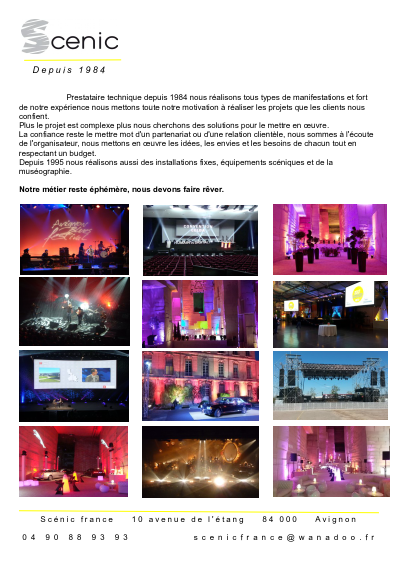 Scenic
Depuis 1984
Prestataire technique depuis 1984 nous réalisons tous types de manifestations et fort
de notre expérience nous mettons toute notre motivation à réaliser les projets que les clients nous
confient.
Plus le projet est complexe plus nous cherchons des solutions pour le mettre en œuvre.
La confiance reste le mettre mot d'un partenariat ou d'une relation clientèle, nous sommes à l'écoute
de l'organisateur, nous mettons en œuvre les idées, les envies et les besoins de chacun tout en
respectant un budget.
Depuis 1995 nous réalisons aussi des installations fixes, équipements scéniques et de la
muséographie.
Notre métier reste éphémère, nous devons faire rêver.
Scénic france 10 avenue de l'étang 84 000 Avignon
04 90 88 93 93 scenicfrance@wanadoo.fr